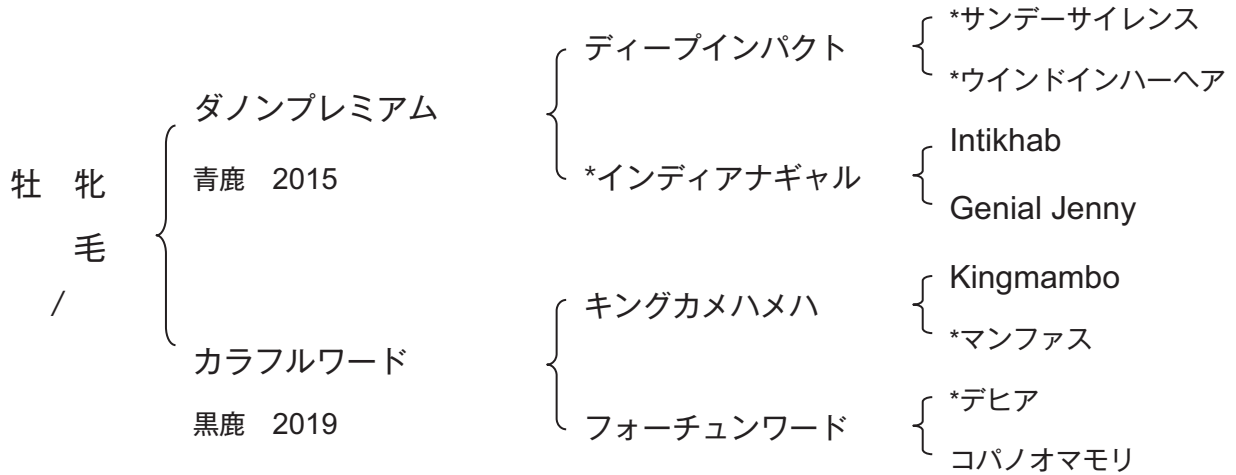 牡 牝
毛
/
ダノンプレミアム
青鹿 2015
カラフルワード
黒鹿 2019
ディープインパクト
*インディアナギャル
キングカメハメハ
フォーチュンワード
*サンデーサイレンス
*ウインドインハーヘア
Intikhab
Genial Jenny
Kingmambo
*マンファス
*デヒア
コパノオマモリ